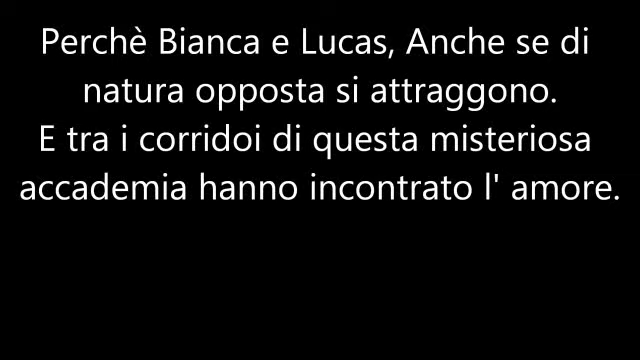 Perchè Bianca e Lucas, Anche se di
natura opposta si attraggono.
E tra i corridoi di questa misteriosa
accademia hanno incontrato l' amore.